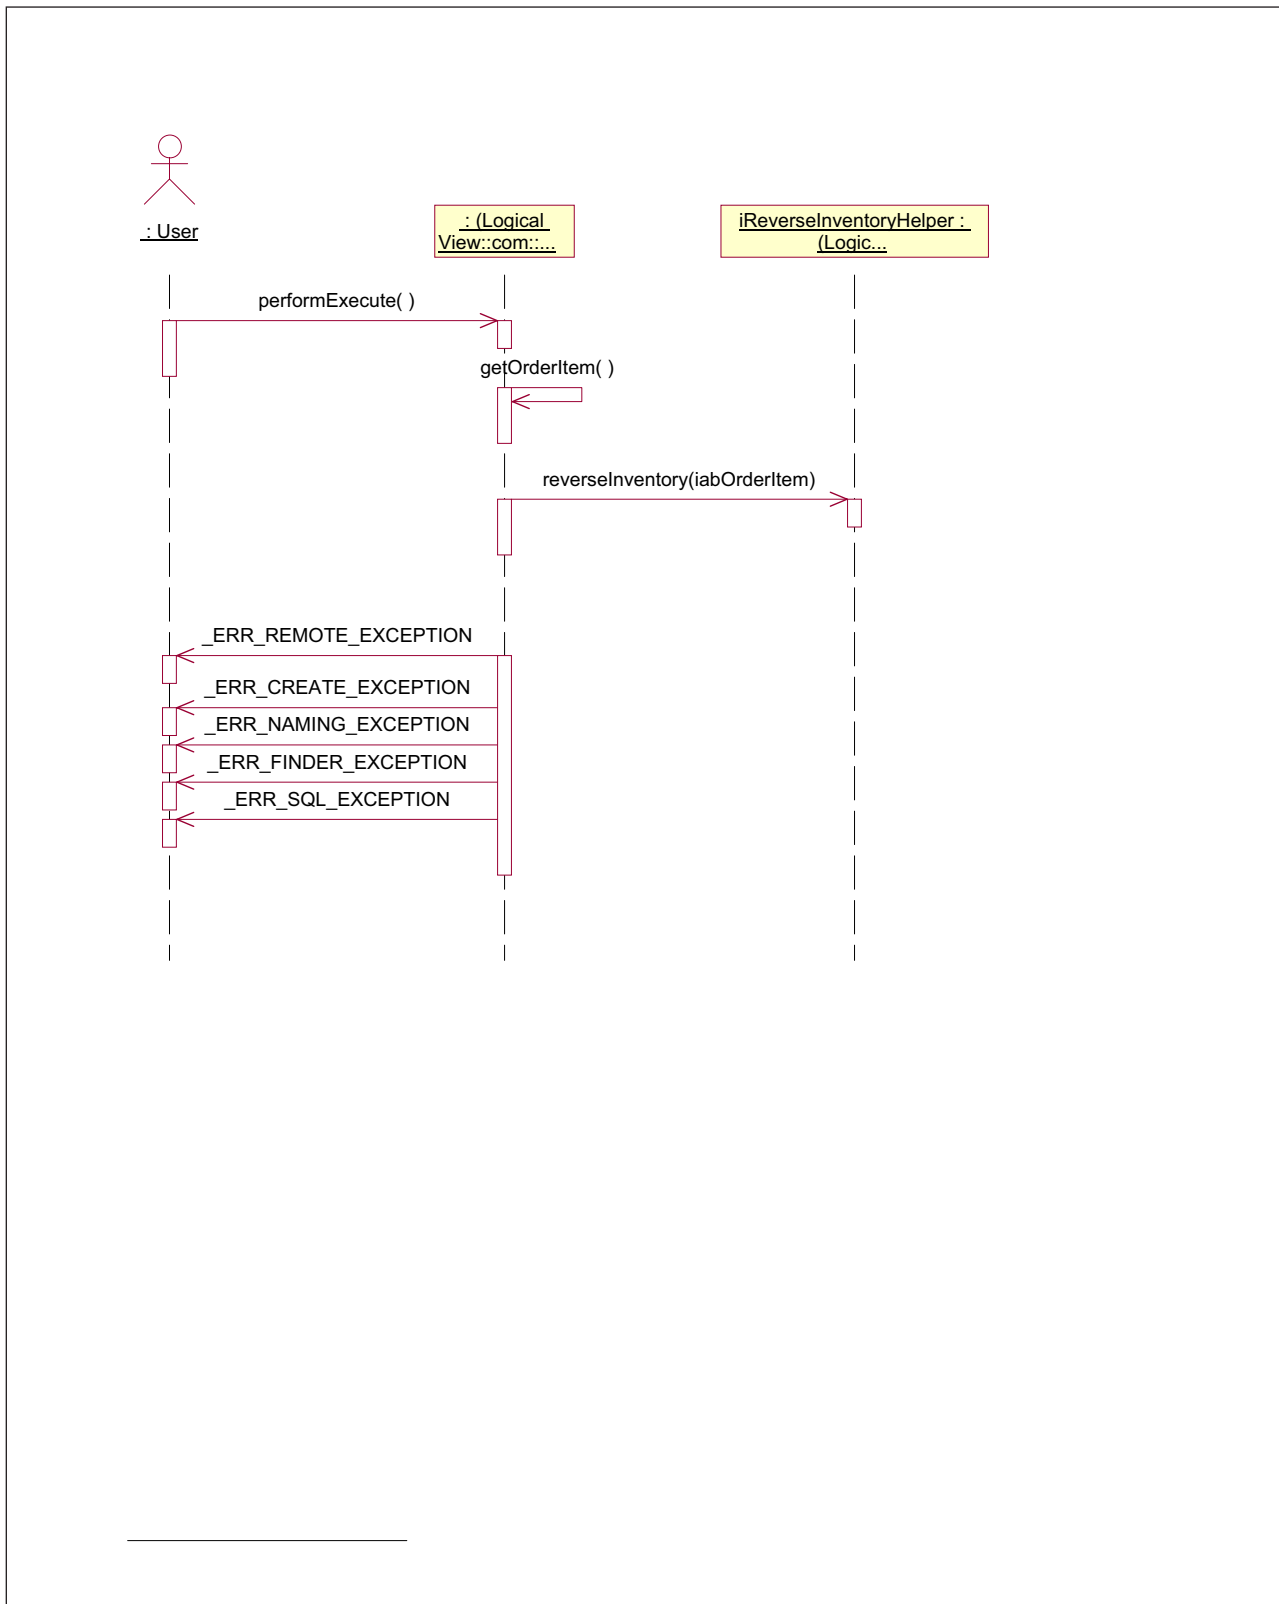 : User
: (Logical
View::com::...
iReverseInventoryHelper :
(Logic...
performExecute( )
getOrderItem( )
reverseInventory(iabOrderItem)
_ERR_REMOTE_EXCEPTION
_ERR_CREATE_EXCEPTION
_ERR_NAMING_EXCEPTION
_ERR_FINDER_EXCEPTION
_ERR_SQL_EXCEPTION